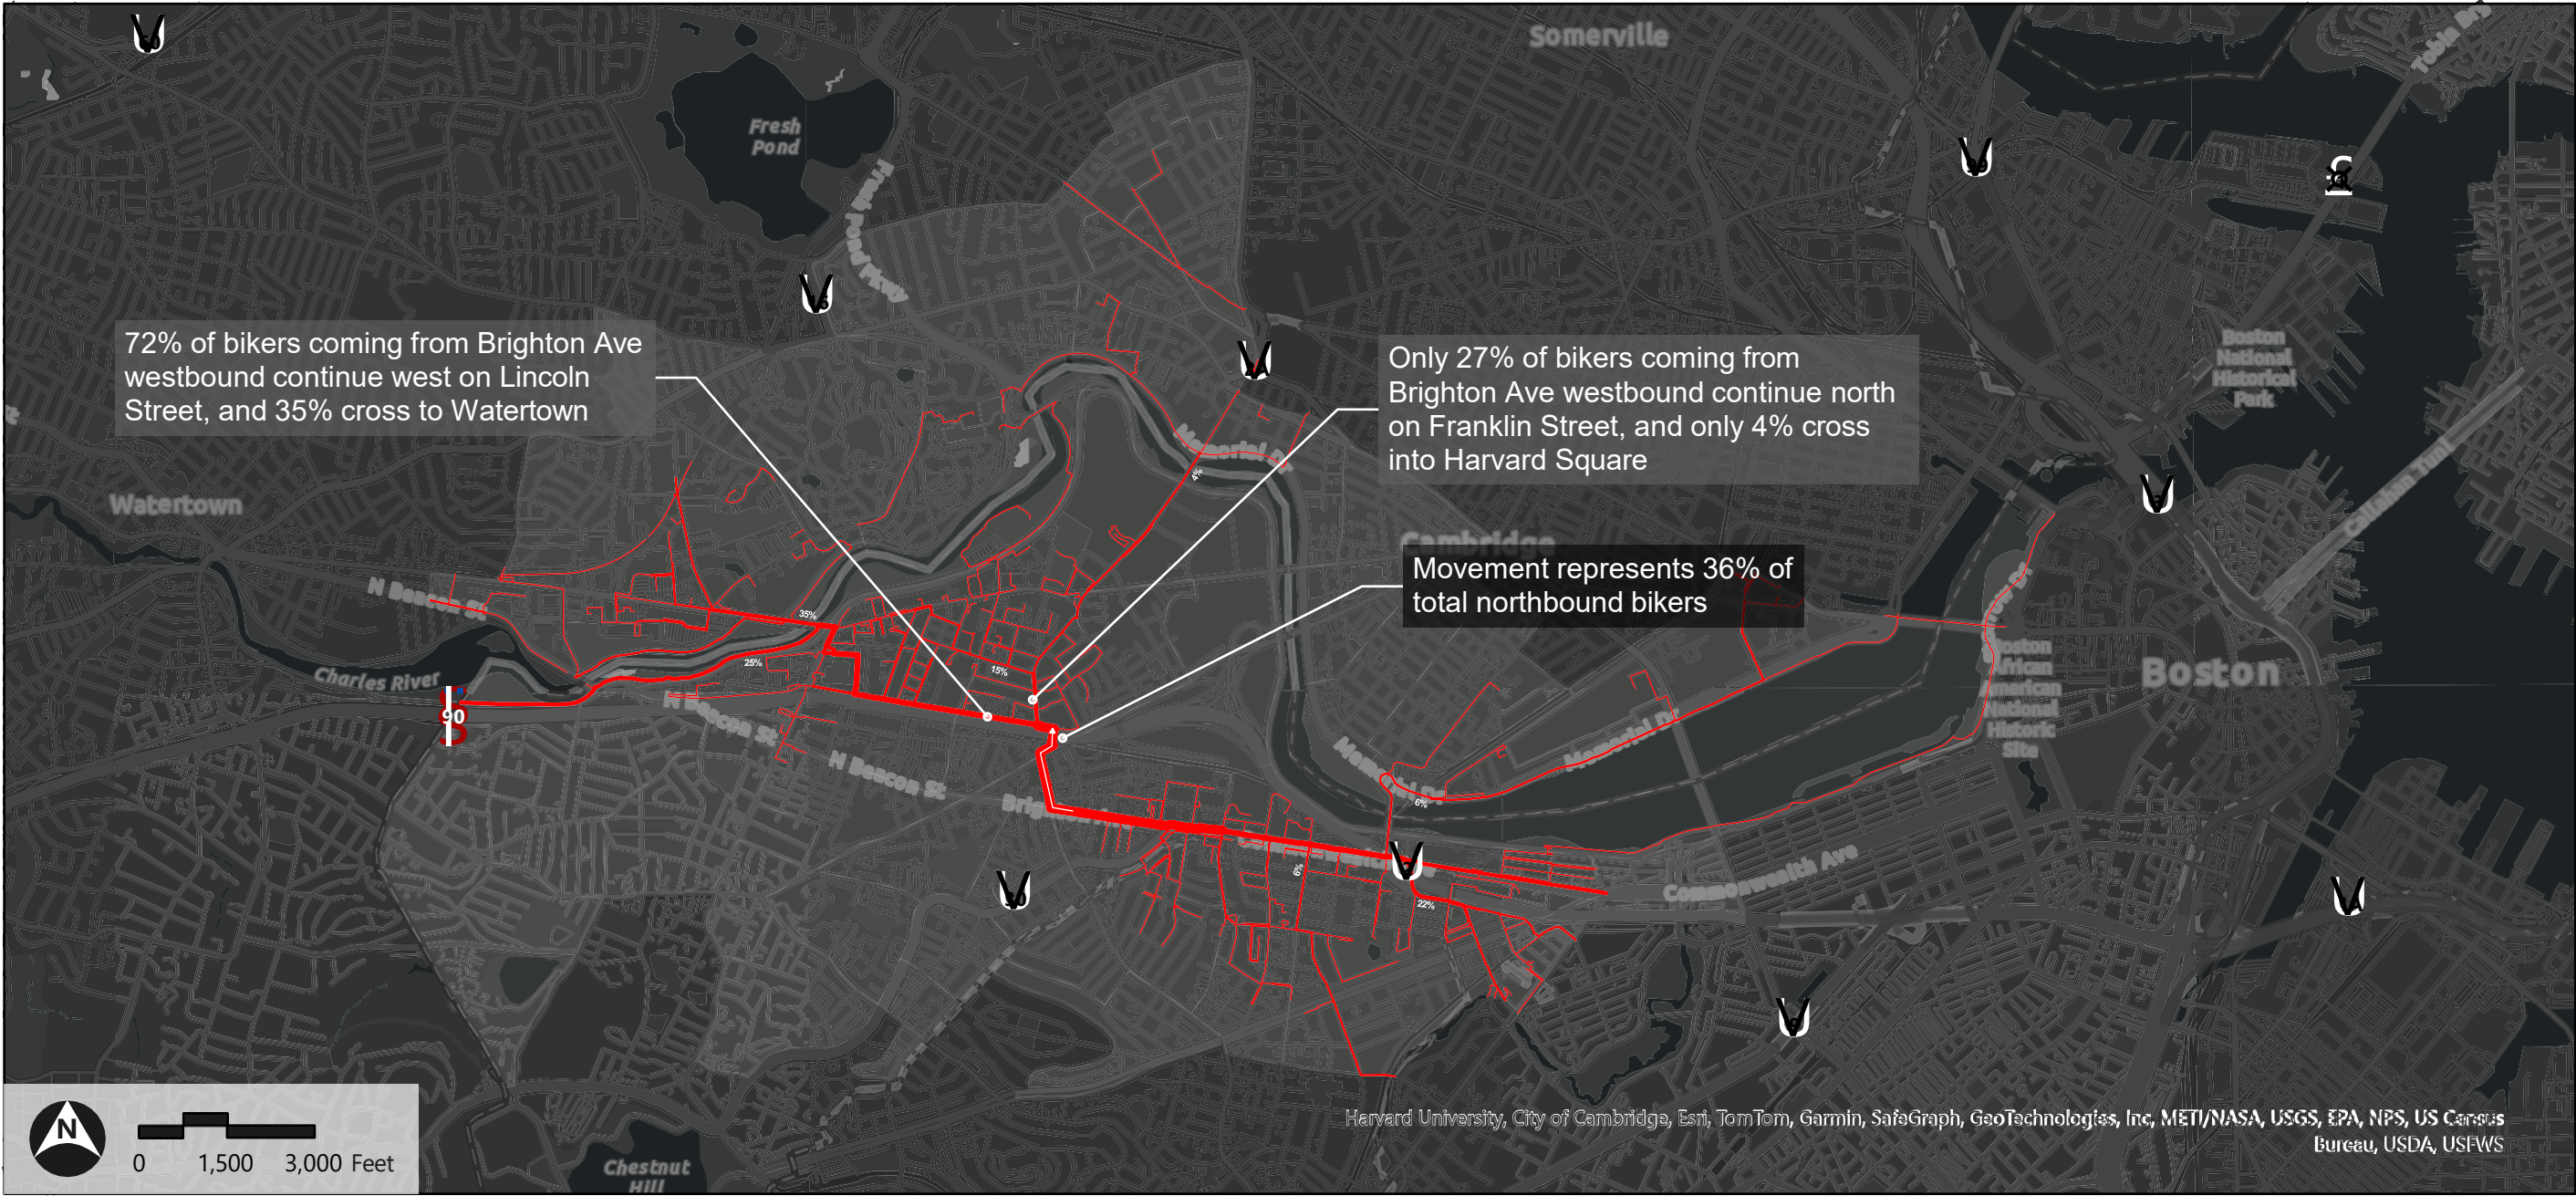 Somerville
Fresh
Pond
72% of bikers coming from Brighton Ave
westbound continue west on Lincoln
Street, and 35% cross to Watertown
Only 27% of bikers coming from
Brighton Ave westbound continue north
on Franklin Street, and only 4% cross
into Harvard Square
Boston
National
Historical
Park
Memorial Dr
4%
Callahan Tunl
Watertown
Cambridge
Movement represents 36% of
total northbound bikers
N Beacon St
35%
25%
15%
Charles River
90
N Beacon St
N Beacon St
Boston
African
American
National
Historic
Site
Boston
Memorial Dr
Memorial Dr
6%
6%
22%
Commonwealth Ave
N
0 1,500 3,000 Feet
Chestnut
Hill
Harvard University, City of Cambridge, Esri, TomTom, Garmin, SafeGraph, GeoTechnologies, Inc, METI/NASA, USGS, EPA, NPS, US Census
Bureau, USDA, USFWS